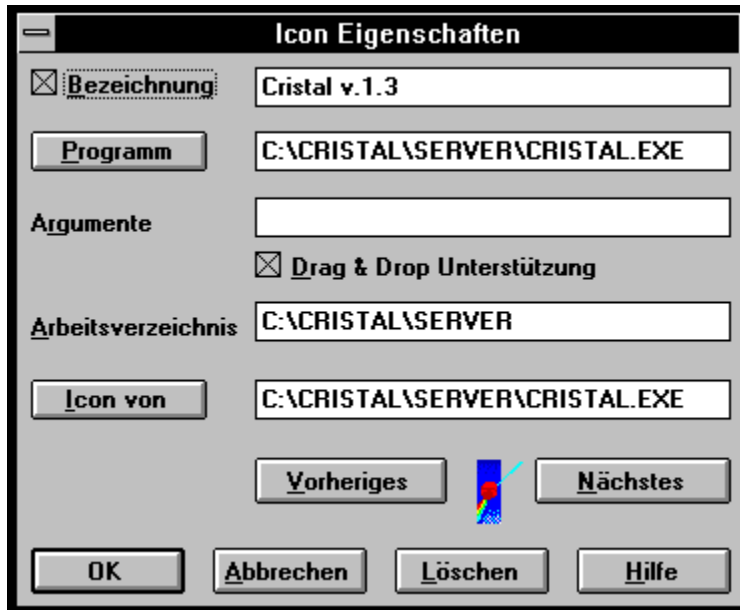 Icon Eigenschaften
Bezeichnung Cristal v.1.3
Programm C:\CRISTAL\SERVER\CRISTAL.EXE
Argumente
Drag & Drop Unterstützung
Arbeitsverzeichnis C:\CRISTAL\SERVER
Icon von C:\CRISTAL\SERVER\CRISTAL.EXE
Vorheriges Nächstes
OK Abbrechen Löschen Hilfe